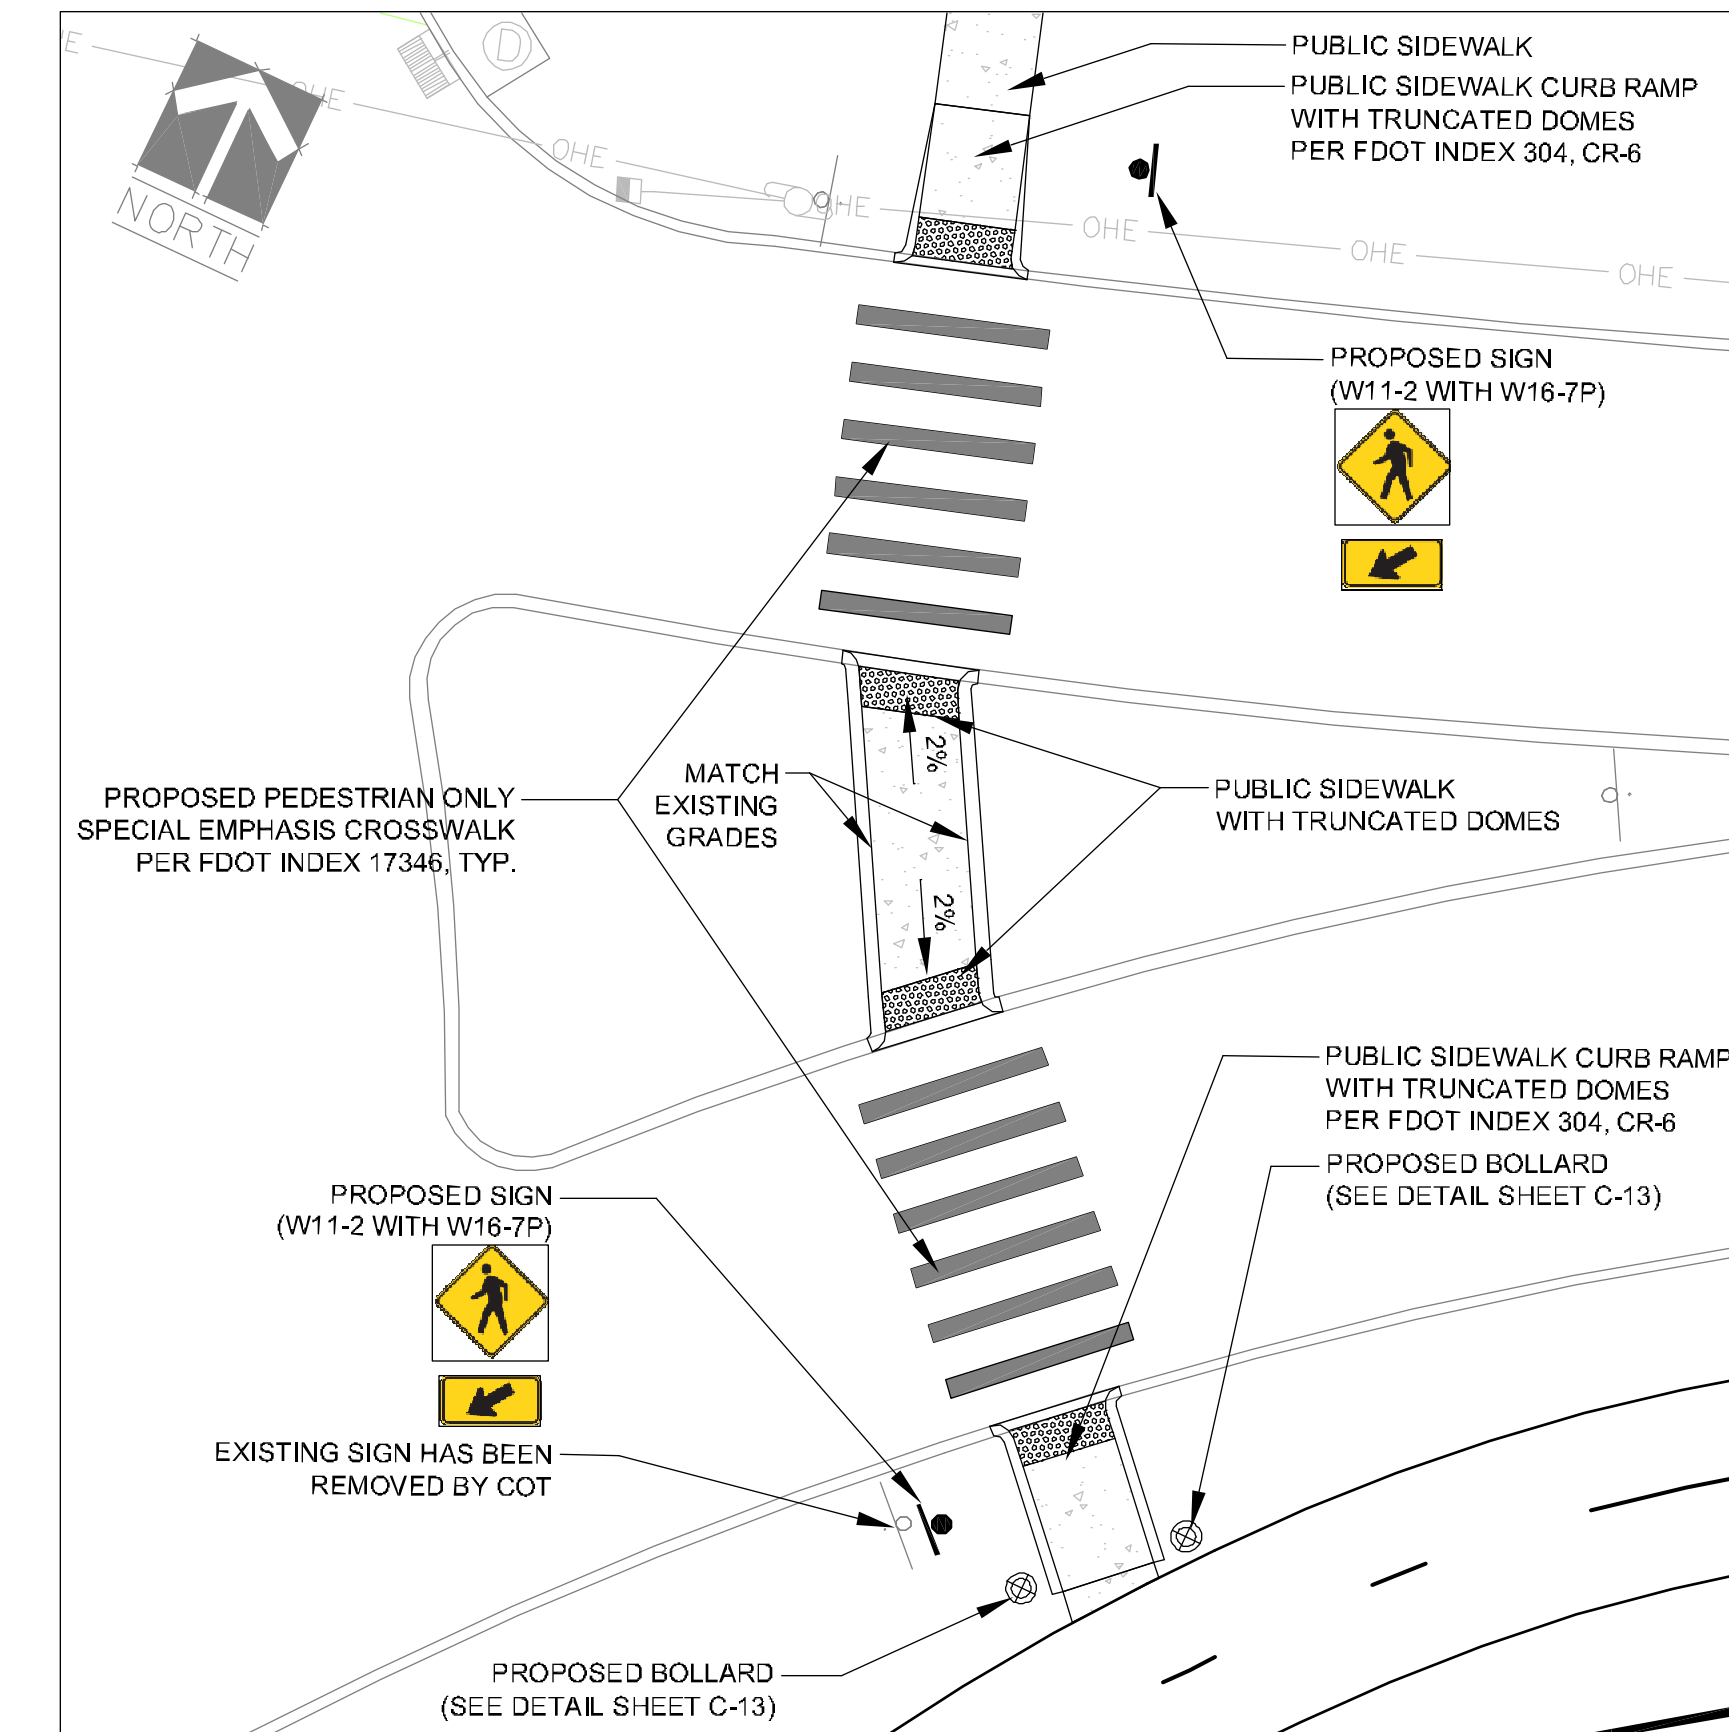 PUBLIC SIDEWALK
PUBLIC SIDEWALK CURB RAMP
WITH TRUNCATED DOMES
PER FDOT INDEX 304, CR-6
OHE
OHE
OHE
OHE
OHE
OHE
OHE
D
NORTH
PROPOSED SIGN
(W11-2 WITH W16-7P)
2%
MATCH
EXISTING
GRADES
PROPOSED PEDESTRIAN ONLY
SPECIAL EMPHASIS CROSSWALK
PER FDOT INDEX 17346, TYP.
PUBLIC SIDEWALK
WITH TRUNCATED DOMES
2%
PUBLIC SIDEWALK CURB RAMP
WITH TRUNCATED DOMES
PER FDOT INDEX 304, CR-6
PROPOSED BOLLARD
(SEE DETAIL SHEET C-13)
PROPOSED SIGN
(W11-2 WITH W16-7P)
EXISTING SIGN HAS BEEN
REMOVED BY COT
PROPOSED BOLLARD
(SEE DETAIL SHEET C-13)